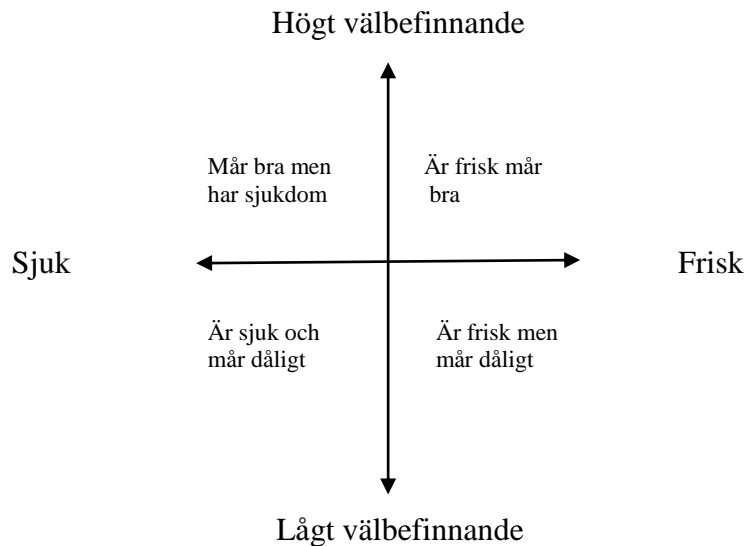 Högt välbefinnande
Mår bra men
har sjukdom
Är frisk mår
bra
Sjuk
Frisk
Är sjuk och
mår dåligt
Är frisk men
mår dåligt
Lågt välbefinnande